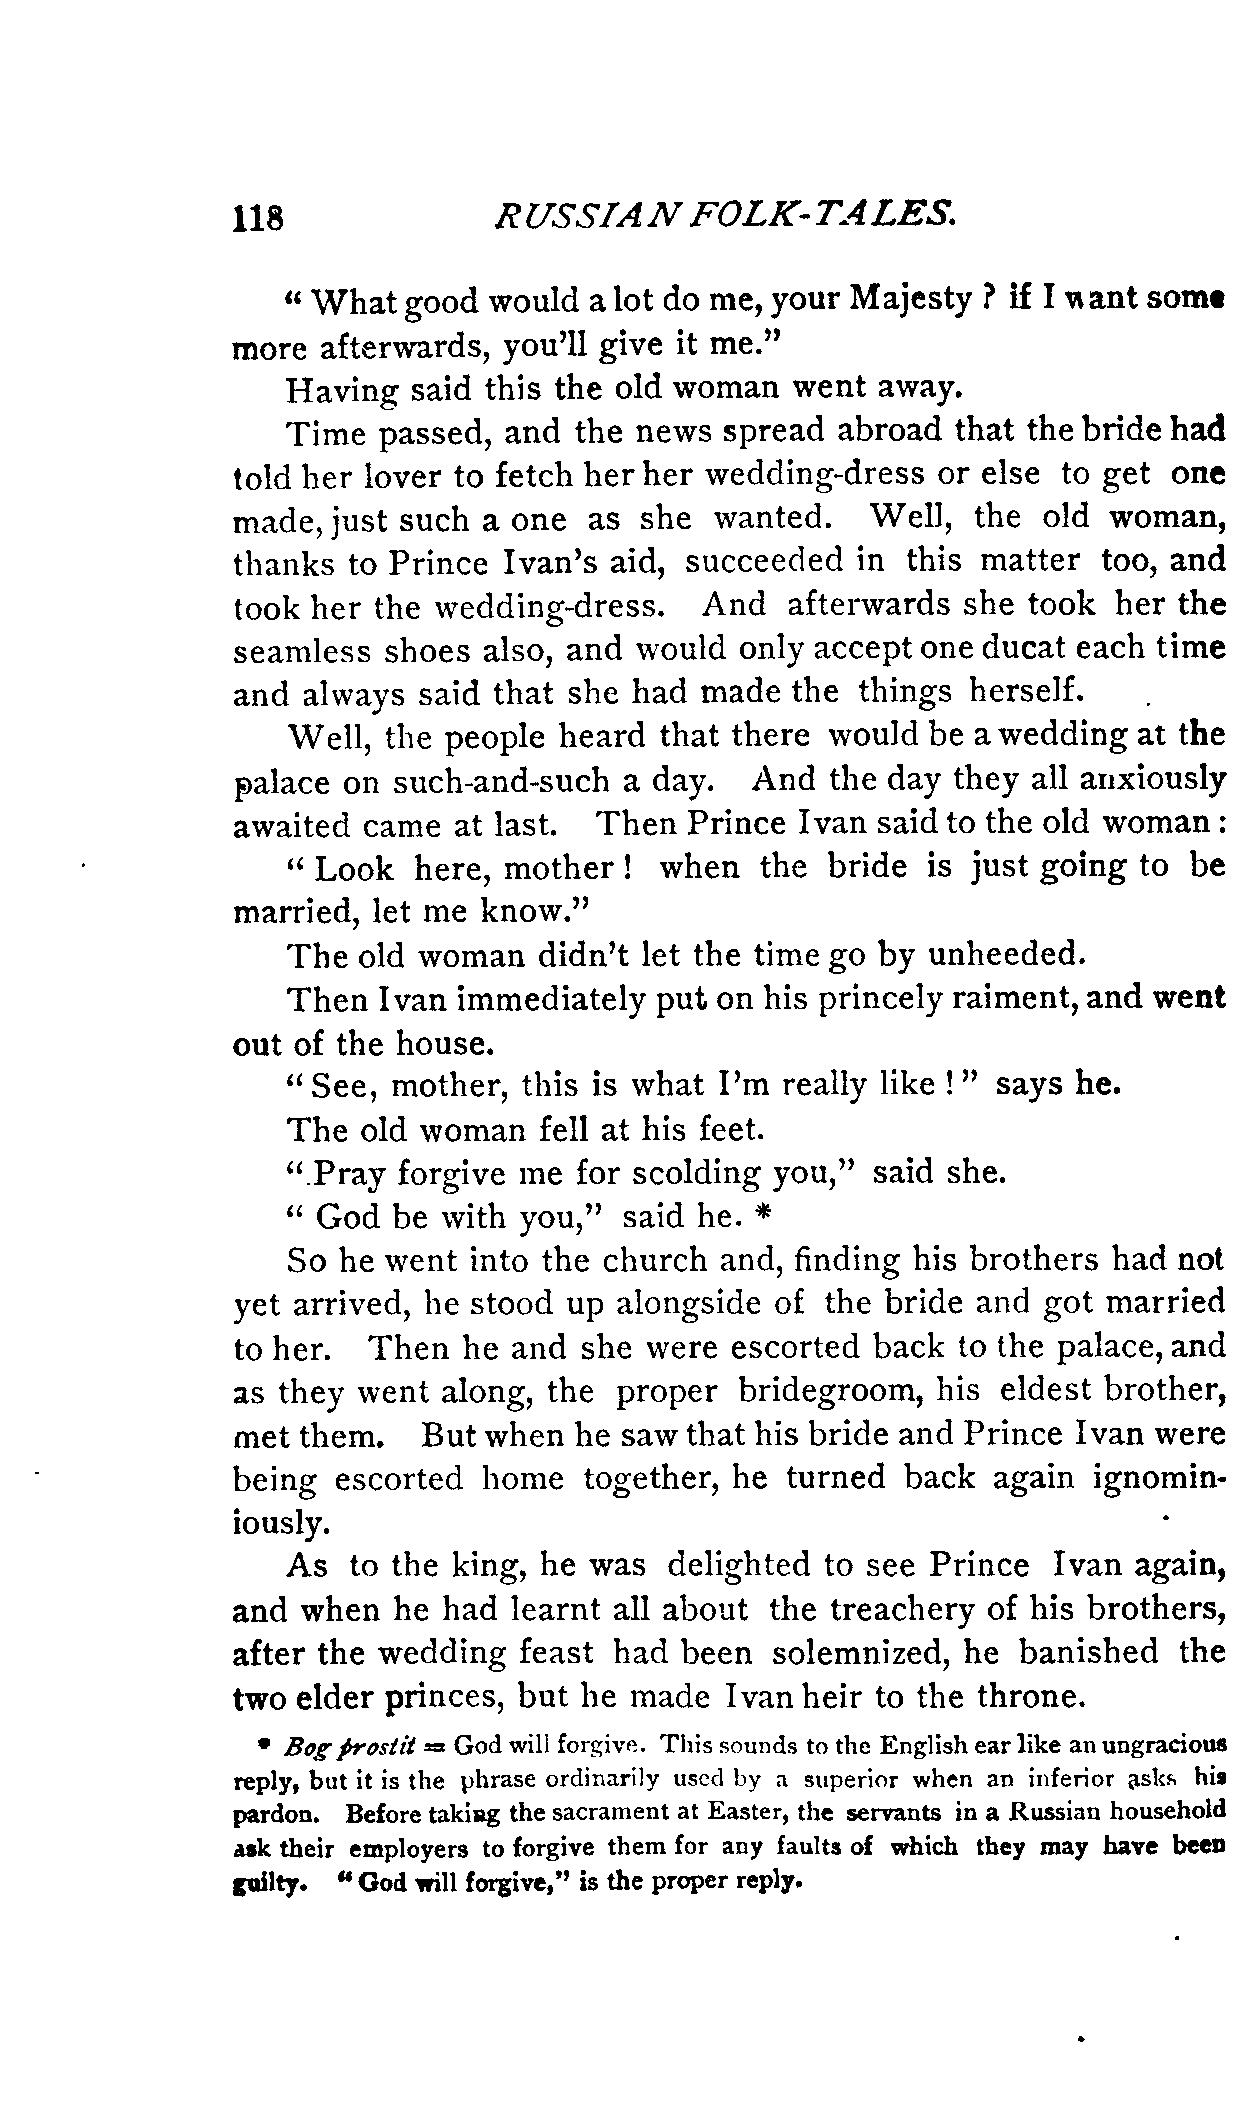 118 RUSSIAN FOLK-TALES.
" What good would a lot do me, your Majesty ? if I want some
more afterwards, you'll give it me."
Having said this the old woman went away.
Time passed, and the news spread abroad that the bride had
told her lover to fetch her her wedding-dress or else to get one
made, just such a one as she wanted. Well, the old woman,
thanks to Prince Ivan's aid, succeeded in this matter too, and
took her the wedding-dress. And afterwards she took her the
seamless shoes also, and would only accept one ducat each time
and always said that she had made the things herself.
Well, the people heard that there would be a wedding at the
palace on such-and-such a day. And the day they all anxiously
awaited came at last. Then Prince Ivan said to the old woman :
" Look here, mother ! when the bride is just going to be
married, let me know."
The old woman didn't let the time go by unheeded.
Then Ivan immediately put on his princely raiment, and went
out of the house.
" See, mother, this is what I'm really like ! " says he.
The old woman fell at his feet.
" Pray forgive me for scolding you," said she.
" God be with you," said he. *
So he went into the church and, finding his brothers had not
yet arrived, he stood up alongside of the bride and got married
to her. Then he and she were escorted back to the palace, and
as they went along, the proper bridegroom, his eldest brother,
met them. But when he saw that his bride and Prince Ivan were
being escorted home together, he turned back again ignomin-
iously.
As to the king, he was delighted to see Prince Ivan again,
and when he had learnt all about the treachery of his brothers,
after the wedding feast had been solemnized, he banished the
two elder princes, but he made Ivan heir to the throne.
* Bog prostit = God will forgive. This sounds to the English ear like an ungracious
reply, but it is the phrase ordinarily used by a superior when an inferior asks his
pardon. Before taking the sacrament at Easter, the servants in a Russian household
ask their employers to forgive them for any faults of which they may have been
guilty. " God will forgive," is the proper reply.